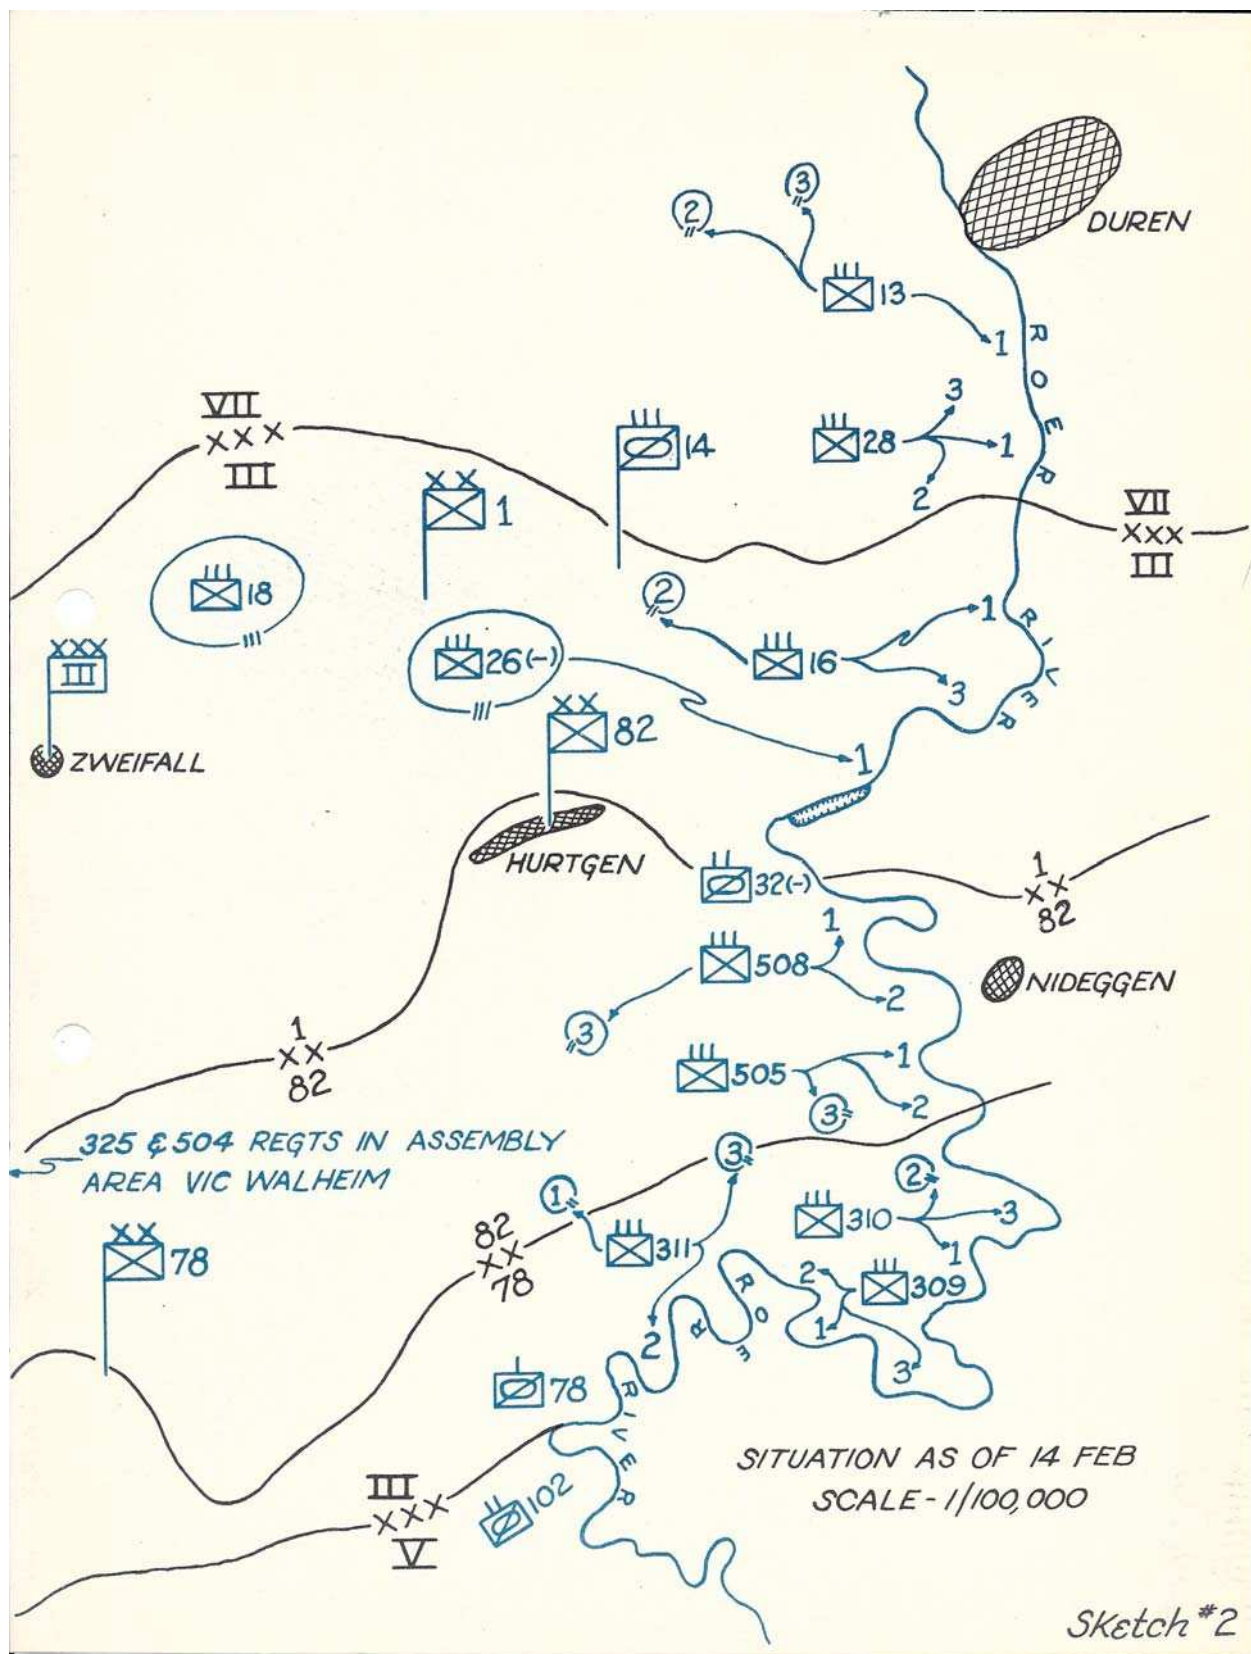 DUREN
3
2
13
1
ROER
VII
XXX
III
3
28
1
2
14
XX
1
VII
XXX
III
18
III
XXX
III
2
16
1
3
RIVER
26(-)
III
XX
82
1
ZWEIFALL
HURTGEN
32(-)
1
XX
82
508
1
2
3
NIDEGGEN
1
XX
82
505
1
2
3
325 & 504 REGTS IN ASSEMBLY
AREA VIC WALHEIM
3
1
311
2
310
2
3
1
XX
78
82
XX
78
309
2
1
3
ROER
RIVER
78
102
III
XXX
V
SITUATION AS OF 14 FEB
SCALE - 1/100,000
Sketch #2